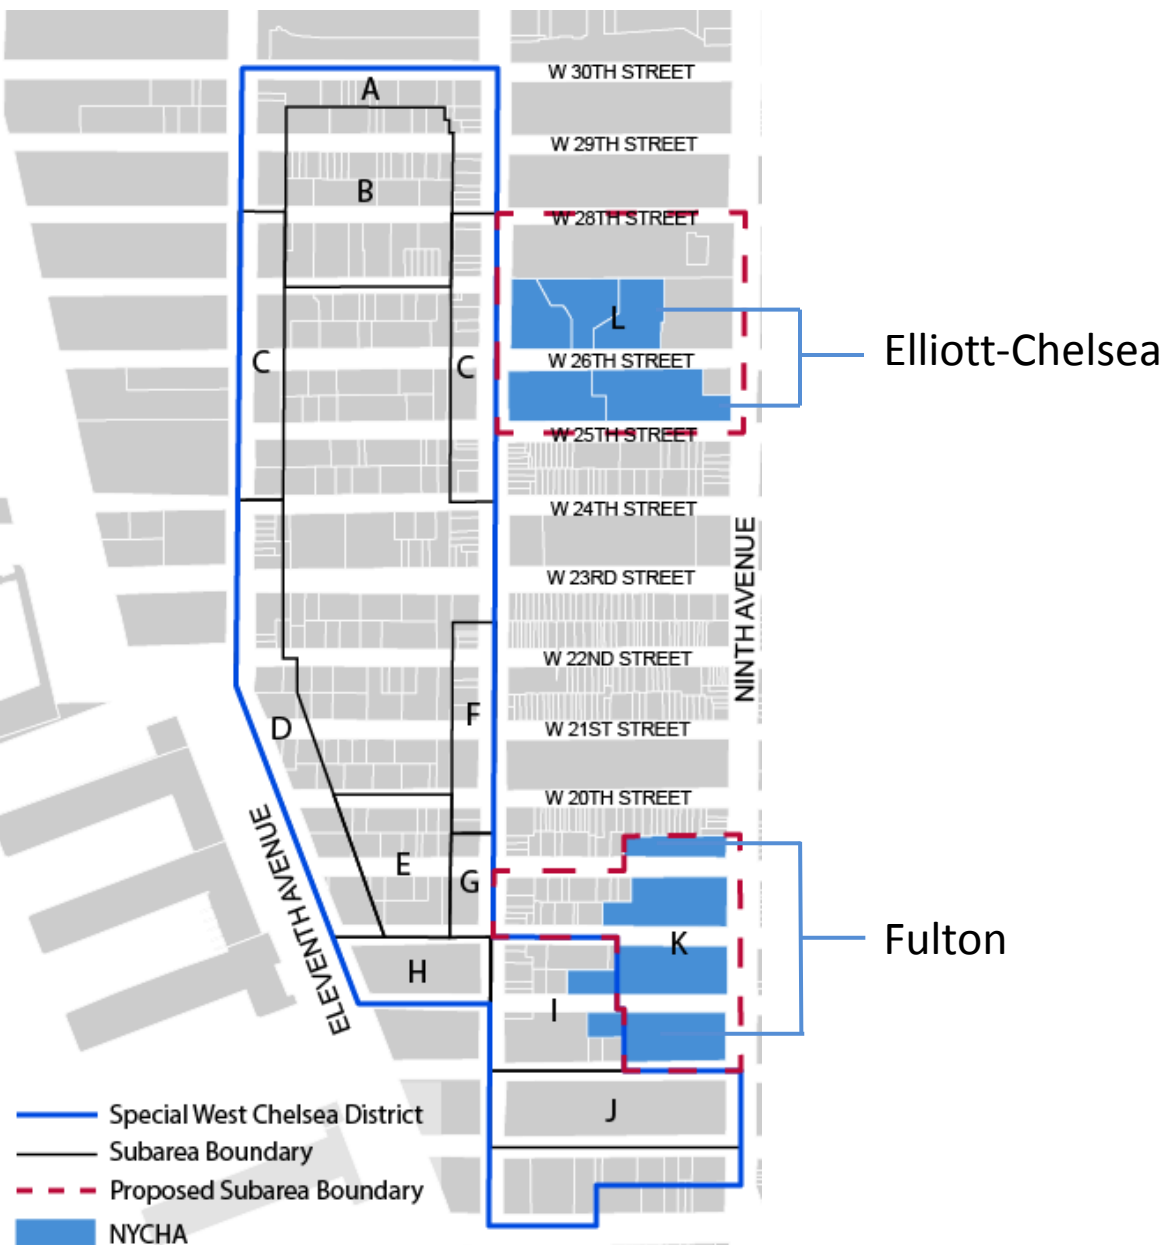 W 30TH STREET
A
W 29TH STREET
B
W 28TH STREET
L
Elliott-Chelsea
C
C
W 26TH STREET
W 25TH STREET
W 24TH STREET
NINTH AVENUE
W 23RD STREET
W 22ND STREET
F
D
W 21ST STREET
W 20TH STREET
E
G
ELEVENTH AVENUE
K
Fulton
H
I
J
Special West Chelsea District
Subarea Boundary
Proposed Subarea Boundary
NYCHA